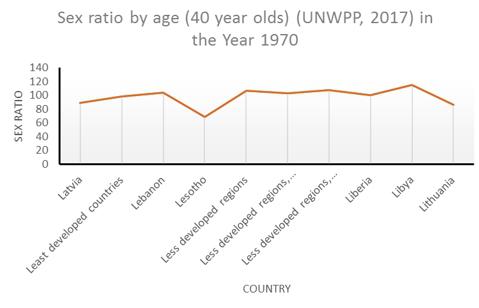 Sex ratio by age (40 year olds) (UNWPP, 2017) in
the Year 1970
140
120
100
80
60
40
20
0
SEX RATIO
Latvia
Least developed countries
Lebanon
Lesotho
Less developed regions
Less developed regions,...
Less developed regions,...
Liberia
Libya
Lithuania
COUNTRY